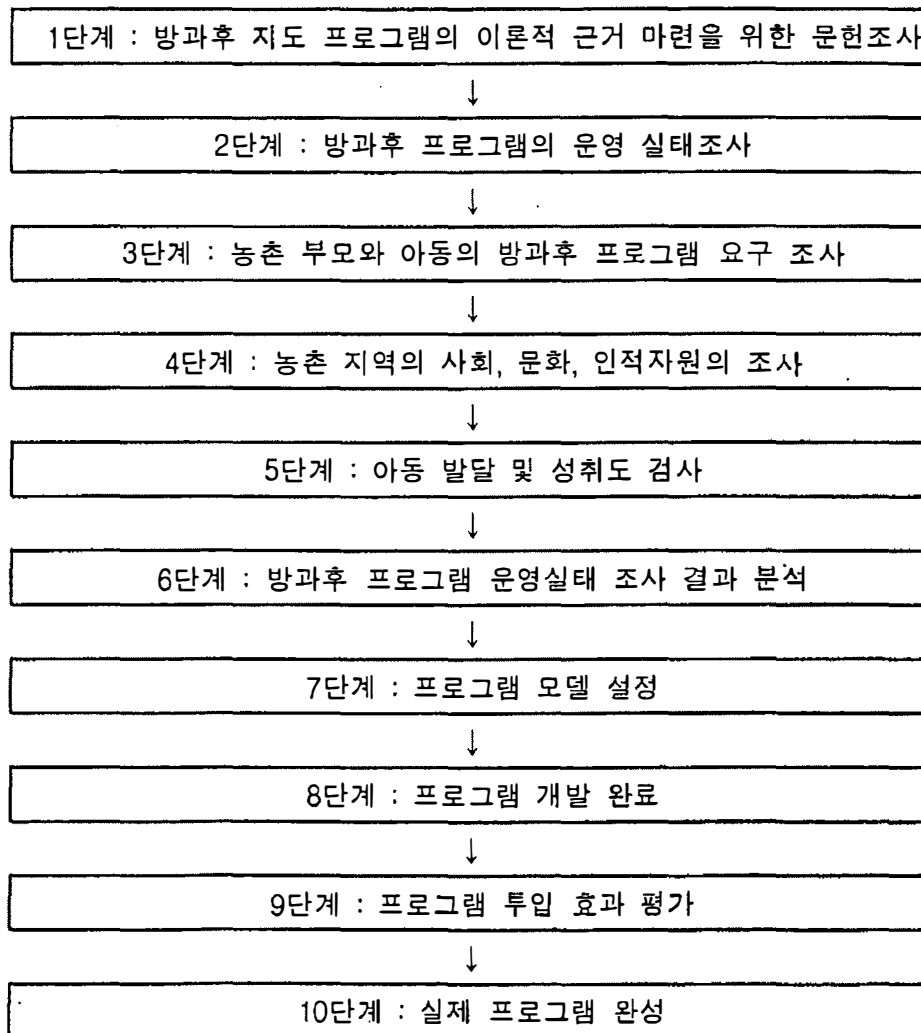 1단계 : 방과후 지도 프로그램의 이론적 근거 마련을 위한 문헌조사
↓
2단계 : 방과후 프로그램의 운영 실태조사
↓
3단계 : 농촌 부모와 아동의 방과후 프로그램 요구 조사
↓
4단계 : 농촌 지역의 사회, 문화, 인적자원의 조사
↓
5단계 : 아동 발달 및 성취도 검사
↓
6단계 : 방과후 프로그램 운영실태 조사 결과 분석
↓
7단계 : 프로그램 모델 설정
↓
8단계 : 프로그램 개발 완료
↓
9단계 : 프로그램 투입 효과 평가
↓
10단계 : 실제 프로그램 완성